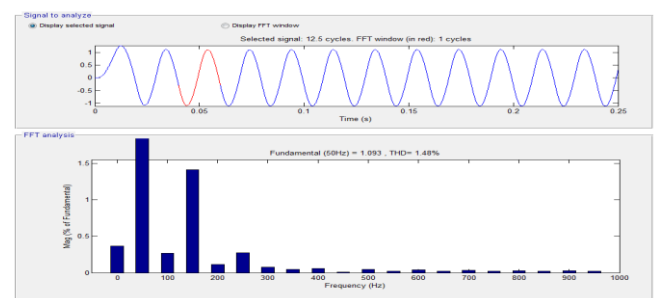 Signal to analyze
Display selected signal
Display FFT window
Selected signal: 12.5 cycles. FFT window (in red): 1 cycles
1
0.5
0
-0.5
-1
0 0.05 0.1 0.15 0.2 0.25
Time (s)
FFT analysis
Fundamental (50Hz) = 1.093 , THD= 1.48%
Mag (% of Fundamental)
1.5
1
0.5
0
0 100 200 300 400 500 600 700 800 900 1000
Frequency (Hz)